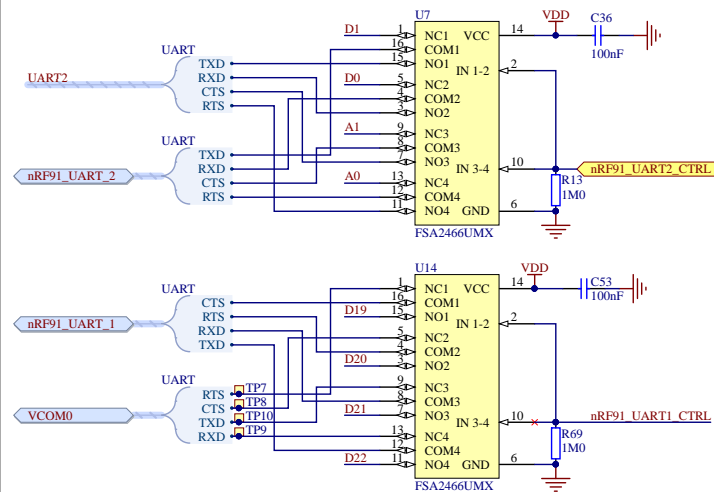 U7
VDD
C36
100nF
UART
UART2
TXD
RXD
CTS
RTS
D1
1
NC1
VCC
14
16
COM1
15
NO1
IN 1-2
2
D0
5
NC2
4
COM2
3
NO2
A1
9
NC3
8
COM3
7
NO3
IN 3-4
10
nRF91_UART2_CTRL
A0
13
NC4
12
COM4
11
NO4
GND
6
R13
1M0
FSA2466UMX
UART
nRF91_UART_2
TXD
RXD
CTS
RTS
U14
VDD
C53
100nF
UART
nRF91_UART_1
CTS
RTS
RXD
TXD
1
NC1
VCC
14
16
COM1
D19
15
NO1
IN 1-2
2
5
NC2
4
COM2
D20
3
NO2
9
NC3
8
COM3
D21
7
NO3
IN 3-4
10
nRF91_UART1_CTRL
13
NC4
12
COM4
D22
11
NO4
GND
6
R69
1M0
FSA2466UMX
UART
VCOM0
RTS
TP7
CTS
TP8
TXD
TP10
RXD
TP9